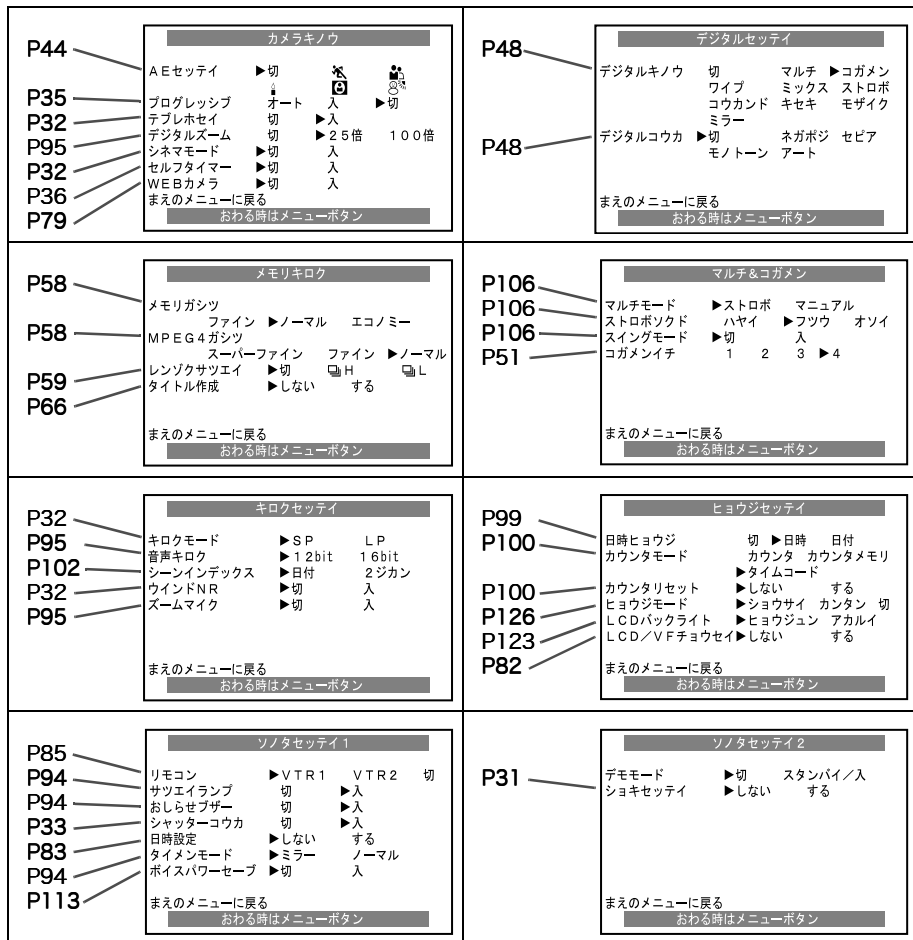 カメラキノウ
P44 AEセッテイ ▶切
P35 プログレッシブ オート 入 ▶切
P32 テブレホセイ 切 ▶入
P95 デジタルズーム 切 ▶25倍 100倍
P32 シネマモード ▶切 入
P36 セルフタイマー ▶切 入
P79 WEBカメラ ▶切 入
まえのメニューに戻る
おわる時はメニューボタン
デジタルセッテイ
P48 デジタルキノウ 切 マルチ ▶コガメン
ワイプ ミックス ストロボ
コウカンド キセキ モザイク
ミラー
P48 デジタルコウカ ▶切 ネガポジ セピア
モノトーン アート
まえのメニューに戻る
おわる時はメニューボタン
メモリキロク
P58 メモリガシツ
ファイン ▶ノーマル エコノミー
P58 MPEG4ガシツ
スーパーファイン ファイン ▶ノーマル
P59 レンゾクサツエイ ▶切 H L
P66 タイトル作成 ▶しない する
まえのメニューに戻る
おわる時はメニューボタン
マルチ&コガメン
P106 マルチモード ▶ストロボ マニュアル
P106 ストロボソクド ハヤイ ▶フツウ オソイ
P106 スイングモード ▶切 入
P51 コガメンイチ 1 2 3 ▶4
まえのメニューに戻る
おわる時はメニューボタン
キロクセッテイ
P32 キロクモード ▶SP LP
P95 音声キロク ▶12bit 16bit
P102 シーンインデックス ▶日付 2ジカン
P32 ウインドNR ▶切 入
P95 ズームマイク ▶切 入
まえのメニューに戻る
おわる時はメニューボタン
ヒョウジセッテイ
P99 日時ヒョウジ 切 ▶日時 日付
P100 カウンタモード カウンタ カウンタメモリ
▶タイムコード
P100 カウンタリセット ▶しない する
P126 ヒョウジモード ▶ショウサイ カンタン 切
P123 LCDバックライト ▶ヒョウジュン アカルイ
P82 LCD/VFチョウセイ▶しない する
まえのメニューに戻る
おわる時はメニューボタン
ソノタセッテイ1
P85 リモコン ▶VTR1 VTR2 切
P94 サツエイランプ 切 ▶入
P94 おしらせブザー 切 ▶入
P33 シャッターコウカ 切 ▶入
P83 日時設定 ▶しない する
P94 タイメンモード ▶ミラー ノーマル
P113 ボイスパワーセーブ ▶切 入
まえのメニューに戻る
おわる時はメニューボタン
ソノタセッテイ2
P31 デモモード ▶切 スタンバイ/入
ショキセッテイ ▶しない する
まえのメニューに戻る
おわる時はメニューボタン